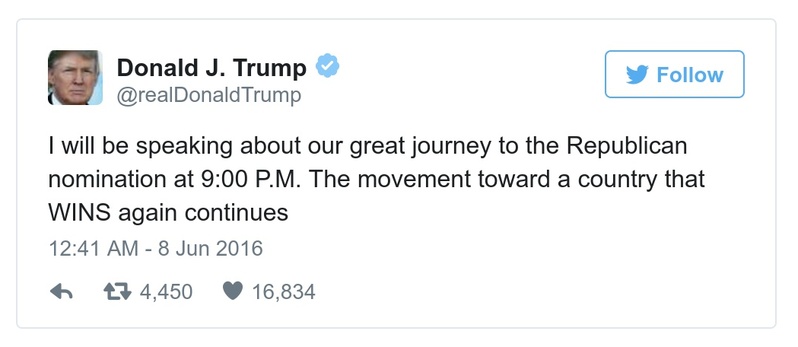 Donald J. Trump
@realDonaldTrump
Follow
I will be speaking about our great journey to the Republican
nomination at 9:00 P.M. The movement toward a country that
WINS again continues
12:41 AM - 8 Jun 2016
4,450 16,834